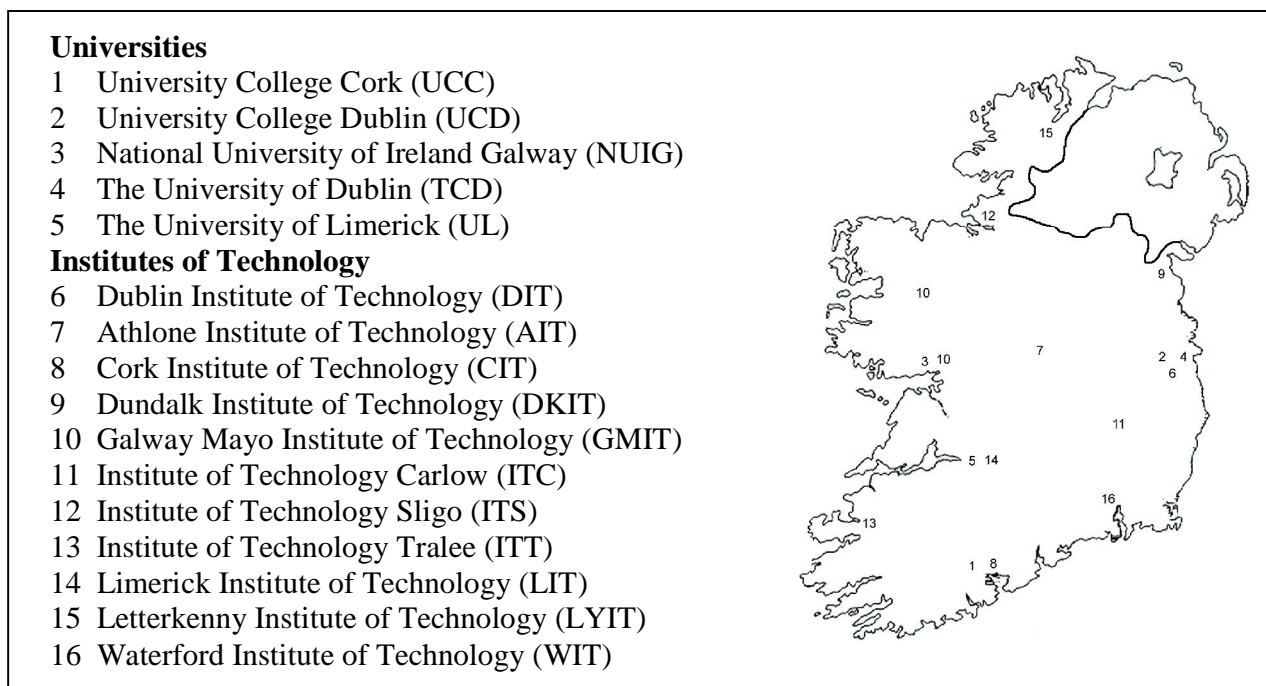 Universities
1 University College Cork (UCC)
2 University College Dublin (UCD)
3 National University of Ireland Galway (NUIG)
4 The University of Dublin (TCD)
5 The University of Limerick (UL)
Institutes of Technology
6 Dublin Institute of Technology (DIT)
7 Athlone Institute of Technology (AIT)
8 Cork Institute of Technology (CIT)
9 Dundalk Institute of Technology (DKIT)
10 Galway Mayo Institute of Technology (GMIT)
11 Institute of Technology Carlow (ITC)
12 Institute of Technology Sligo (ITS)
13 Institute of Technology Tralee (ITT)
14 Limerick Institute of Technology (LIT)
15 Letterkenny Institute of Technology (LYIT)
16 Waterford Institute of Technology (WIT)
15
12
9
10
7
3 10
2 4
6
11
5 14
16
13
1 8